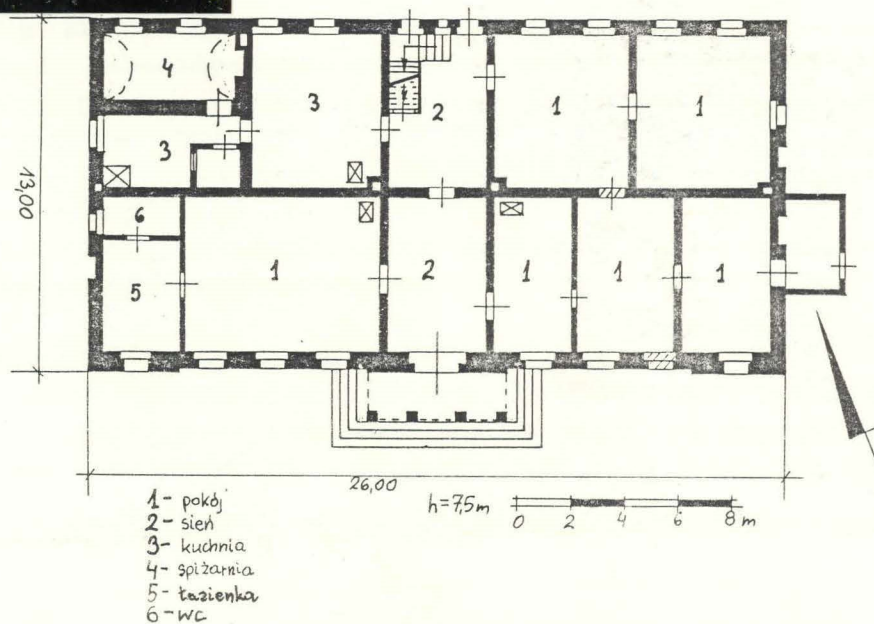 4
3
3
2
1
1
6
5
1
2
1
1
1
13,00
26,00
1 - pokój
2 - sień
3 - kuchnia
4 - spiżarnia
5 - łazienka
6 - WC
h=7,5m
0 2 4 6 8 m